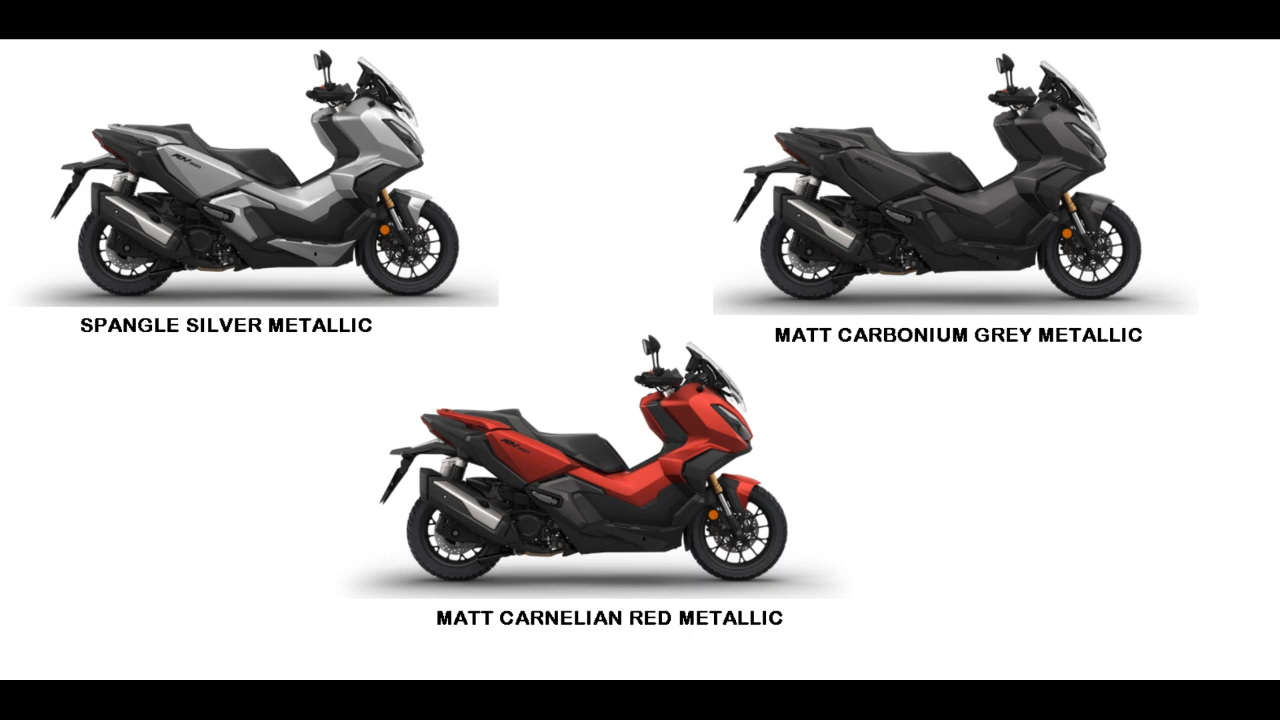 SPANGLE SILVER METALLIC
MATT CARBONIUM GREY METALLIC
MATT CARNELIAN RED METALLIC